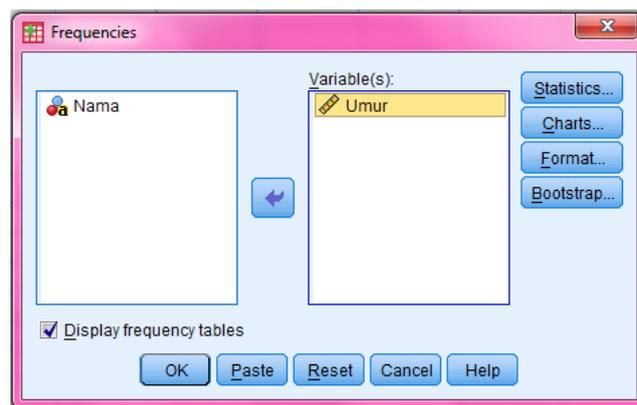 Frequencies
Variable(s):
Nama
Umur
Statistics...
Charts...
Format...
Bootstrap...
Display frequency tables
OK
Paste
Reset
Cancel
Help